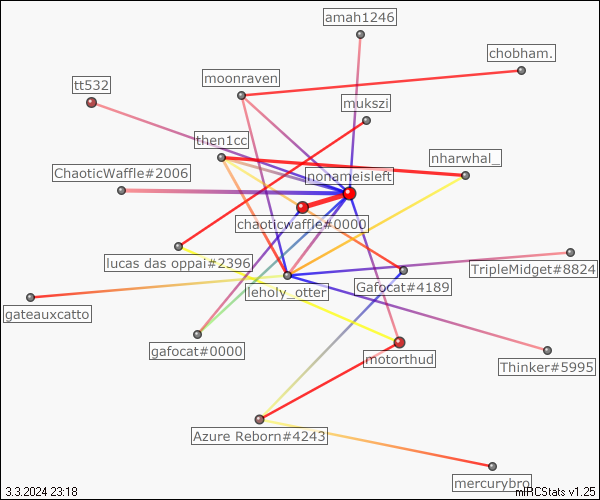 amah1246
chobham.
moonraven
tt532
mukszi
then1cc
nharwhal_
ChaoticWaffle#2006
nonameisleft
chaoticwaffle#0000
lucas das oppai#2396
TripleMidget#8824
Gafocat#4189
leholy_otter
gateauxcatto
gafocat#0000
motorthud
Thinker#5995
Azure Reborn#4243
mercurybro
3.3.2024 23:18
mIRCStats v1.25